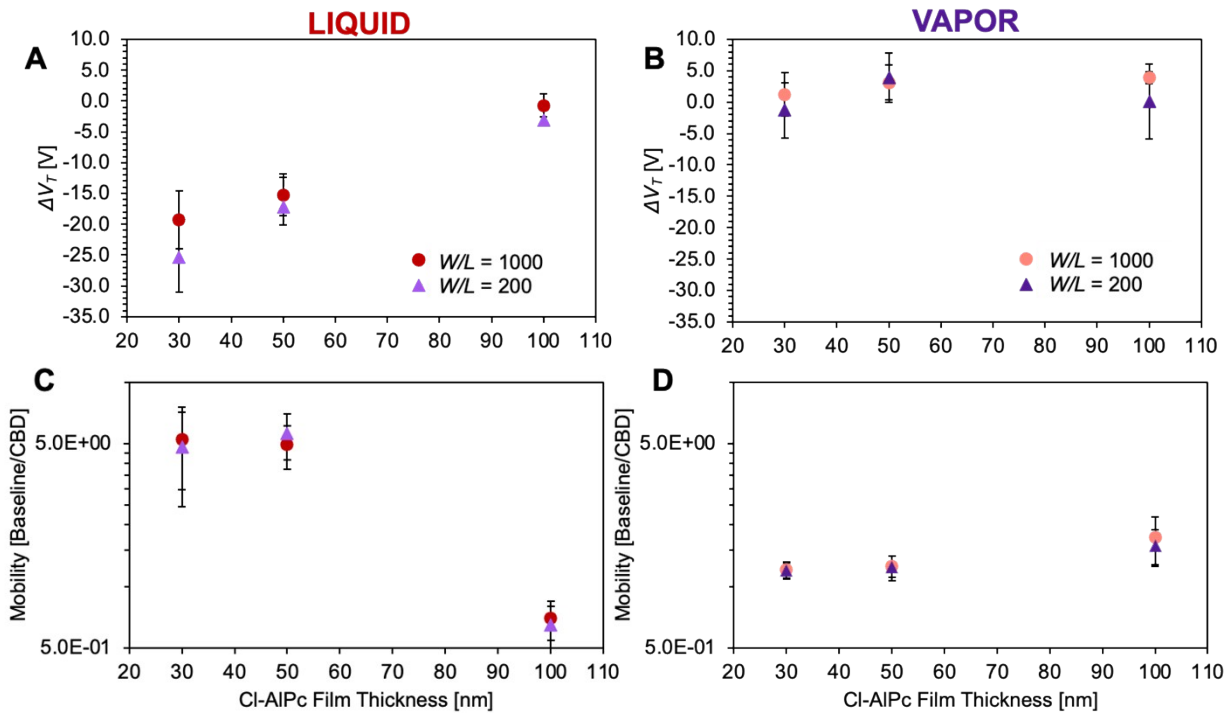 LIQUID
VAPOR
A
10.0
5.0
0.0
-5.0
-10.0
-15.0
-20.0
-25.0
-30.0
-35.0
ΔV_T [V]
W/L = 1000
W/L = 200
20 30 40 50 60 70 80 90 100 110
B
10.0
5.0
0.0
-5.0
-10.0
-15.0
-20.0
-25.0
-30.0
-35.0
ΔV_T [V]
W/L = 1000
W/L = 200
20 30 40 50 60 70 80 90 100 110
C
5.0E+00
5.0E-01
Mobility [Baseline/CBD]
20 30 40 50 60 70 80 90 100 110
Cl-AlPc Film Thickness [nm]
D
5.0E+00
5.0E-01
Mobility [Baseline/CBD]
20 30 40 50 60 70 80 90 100 110
Cl-AlPc Film Thickness [nm]